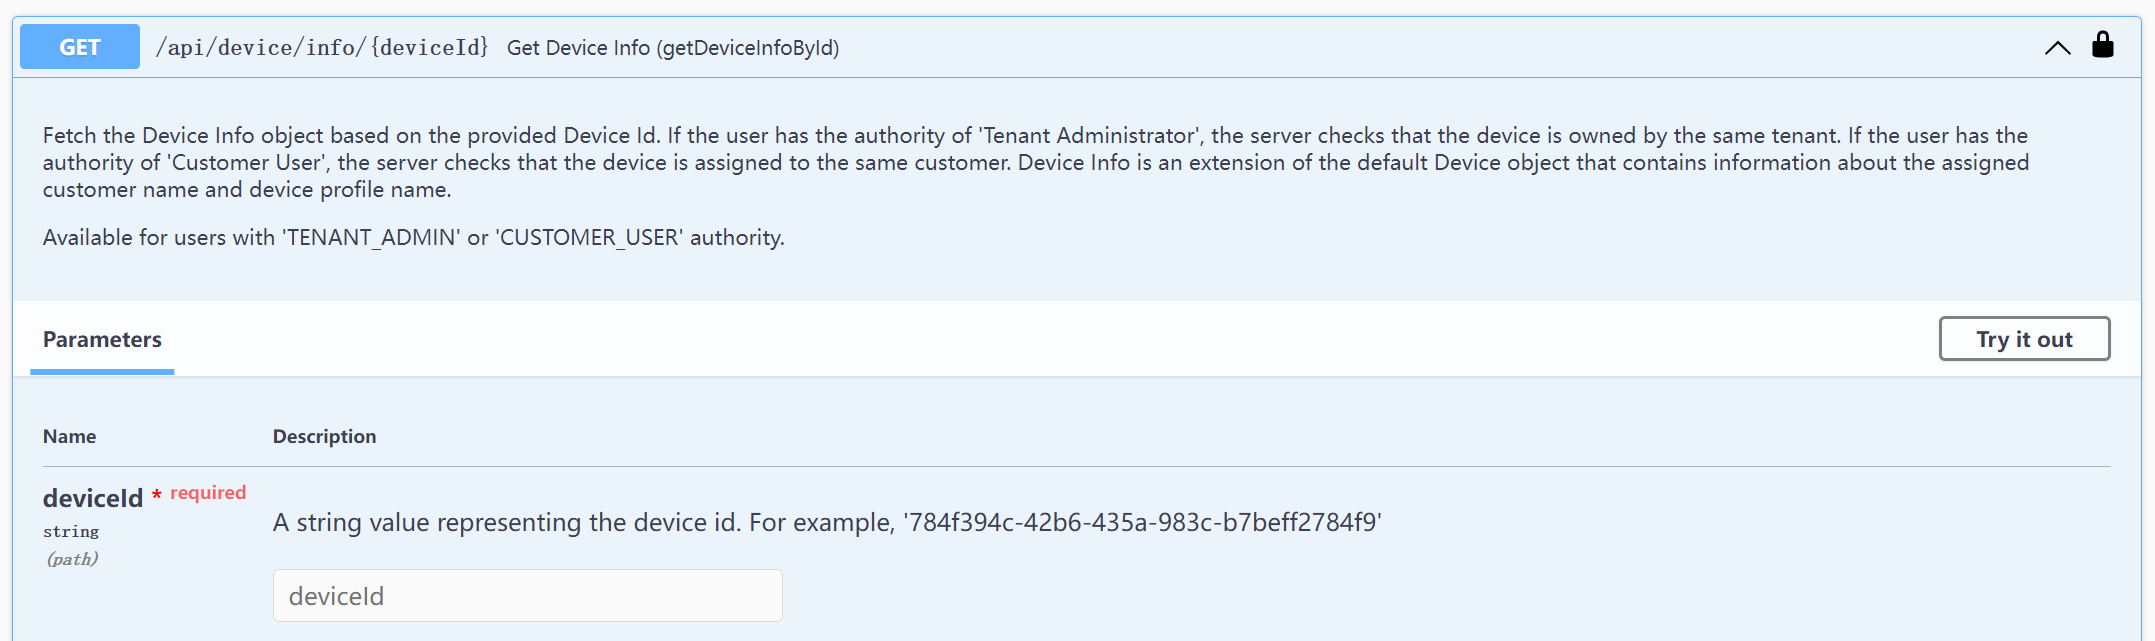 GET /api/device/info/{deviceId} Get Device Info (getDeviceInfoById)
Fetch the Device Info object based on the provided Device Id. If the user has the authority of 'Tenant Administrator', the server checks that the device is owned by the same tenant. If the user has the
authority of 'Customer User', the server checks that the device is assigned to the same customer. Device Info is an extension of the default Device object that contains information about the assigned
customer name and device profile name.
Available for users with 'TENANT_ADMIN' or 'CUSTOMER_USER' authority.
Parameters Try it out
Name Description
deviceId * required
string
(path)
A string value representing the device id. For example, '784f394c-42b6-435a-983c-b7beff2784f9'
deviceId